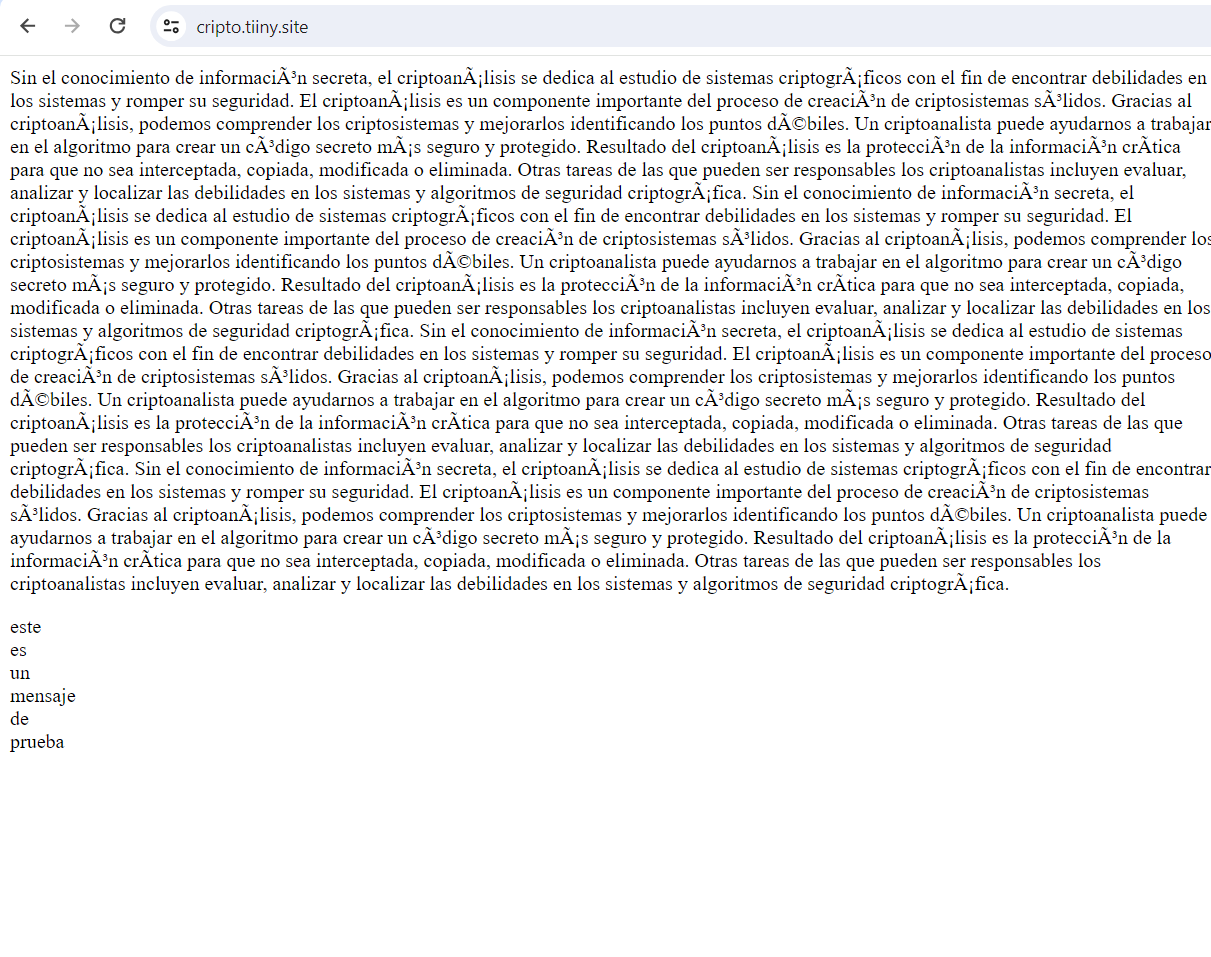 cripto.tiiny.site
Sin el conocimiento de informaciÃ³n secreta, el criptoanÃ¡lisis se dedica al estudio de sistemas criptogrÃ¡ficos con el fin de encontrar debilidades en
los sistemas y romper su seguridad. El criptoanÃ¡lisis es un componente importante del proceso de creaciÃ³n de criptosistemas sÃ³lidos. Gracias al
criptoanÃ¡lisis, podemos comprender los criptosistemas y mejorarlos identificando los puntos dÃ©biles. Un criptoanalista puede ayudarnos a trabajar
en el algoritmo para crear un cÃ³digo secreto mÃ¡s seguro y protegido. Resultado del criptoanÃ¡lisis es la protecciÃ³n de la informaciÃ³n crÃtica
para que no sea interceptada, copiada, modificada o eliminada. Otras tareas de las que pueden ser responsables los criptoanalistas incluyen evaluar,
analizar y localizar las debilidades en los sistemas y algoritmos de seguridad criptogrÃ¡fica. Sin el conocimiento de informaciÃ³n secreta, el
criptoanÃ¡lisis se dedica al estudio de sistemas criptogrÃ¡ficos con el fin de encontrar debilidades en los sistemas y romper su seguridad. El
criptoanÃ¡lisis es un componente importante del proceso de creaciÃ³n de criptosistemas sÃ³lidos. Gracias al criptoanÃ¡lisis, podemos comprender los
criptosistemas y mejorarlos identificando los puntos dÃ©biles. Un criptoanalista puede ayudarnos a trabajar en el algoritmo para crear un cÃ³digo
secreto mÃ¡s seguro y protegido. Resultado del criptoanÃ¡lisis es la protecciÃ³n de la informaciÃ³n crÃtica para que no sea interceptada, copiada,
modificada o eliminada. Otras tareas de las que pueden ser responsables los criptoanalistas incluyen evaluar, analizar y localizar las debilidades en los
sistemas y algoritmos de seguridad criptogrÃ¡fica. Sin el conocimiento de informaciÃ³n secreta, el criptoanÃ¡lisis se dedica al estudio de sistemas
criptogrÃ¡ficos con el fin de encontrar debilidades en los sistemas y romper su seguridad. El criptoanÃ¡lisis es un componente importante del proceso
de creaciÃ³n de criptosistemas sÃ³lidos. Gracias al criptoanÃ¡lisis, podemos comprender los criptosistemas y mejorarlos identificando los puntos
dÃ©biles. Un criptoanalista puede ayudarnos a trabajar en el algoritmo para crear un cÃ³digo secreto mÃ¡s seguro y protegido. Resultado del
criptoanÃ¡lisis es la protecciÃ³n de la informaciÃ³n crÃtica para que no sea interceptada, copiada, modificada o eliminada. Otras tareas de las que
pueden ser responsables los criptoanalistas incluyen evaluar, analizar y localizar las debilidades en los sistemas y algoritmos de seguridad
criptogrÃ¡fica. Sin el conocimiento de informaciÃ³n secreta, el criptoanÃ¡lisis se dedica al estudio de sistemas criptogrÃ¡ficos con el fin de encontrar
debilidades en los sistemas y romper su seguridad. El criptoanÃ¡lisis es un componente importante del proceso de creaciÃ³n de criptosistemas
sÃ³lidos. Gracias al criptoanÃ¡lisis, podemos comprender los criptosistemas y mejorarlos identificando los puntos dÃ©biles. Un criptoanalista puede
ayudarnos a trabajar en el algoritmo para crear un cÃ³digo secreto mÃ¡s seguro y protegido. Resultado del criptoanÃ¡lisis es la protecciÃ³n de la
informaciÃ³n crÃtica para que no sea interceptada, copiada, modificada o eliminada. Otras tareas de las que pueden ser responsables los
criptoanalistas incluyen evaluar, analizar y localizar las debilidades en los sistemas y algoritmos de seguridad criptogrÃ¡fica.
este
es
un
mensaje
de
prueba